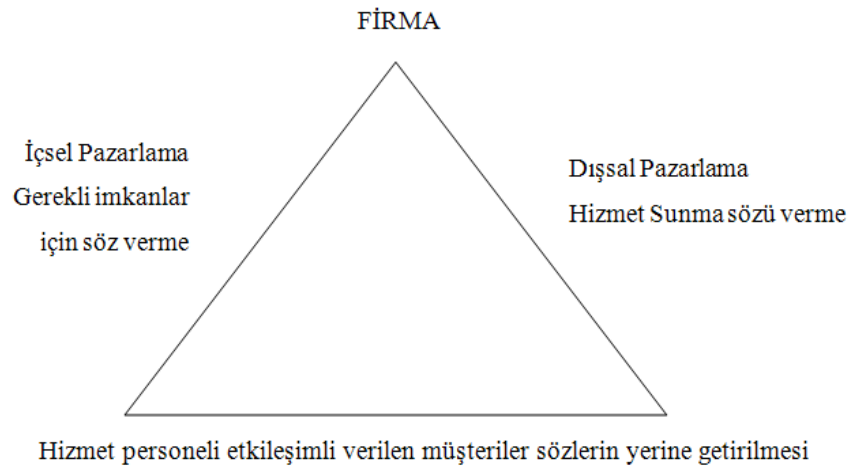 FİRMA
İçsel Pazarlama
Gerekli imkanlar
için söz verme
Dışsal Pazarlama
Hizmet Sunma sözü verme
Hizmet personeli etkileşimli verilen müşteriler sözlerin yerine getirilmesi